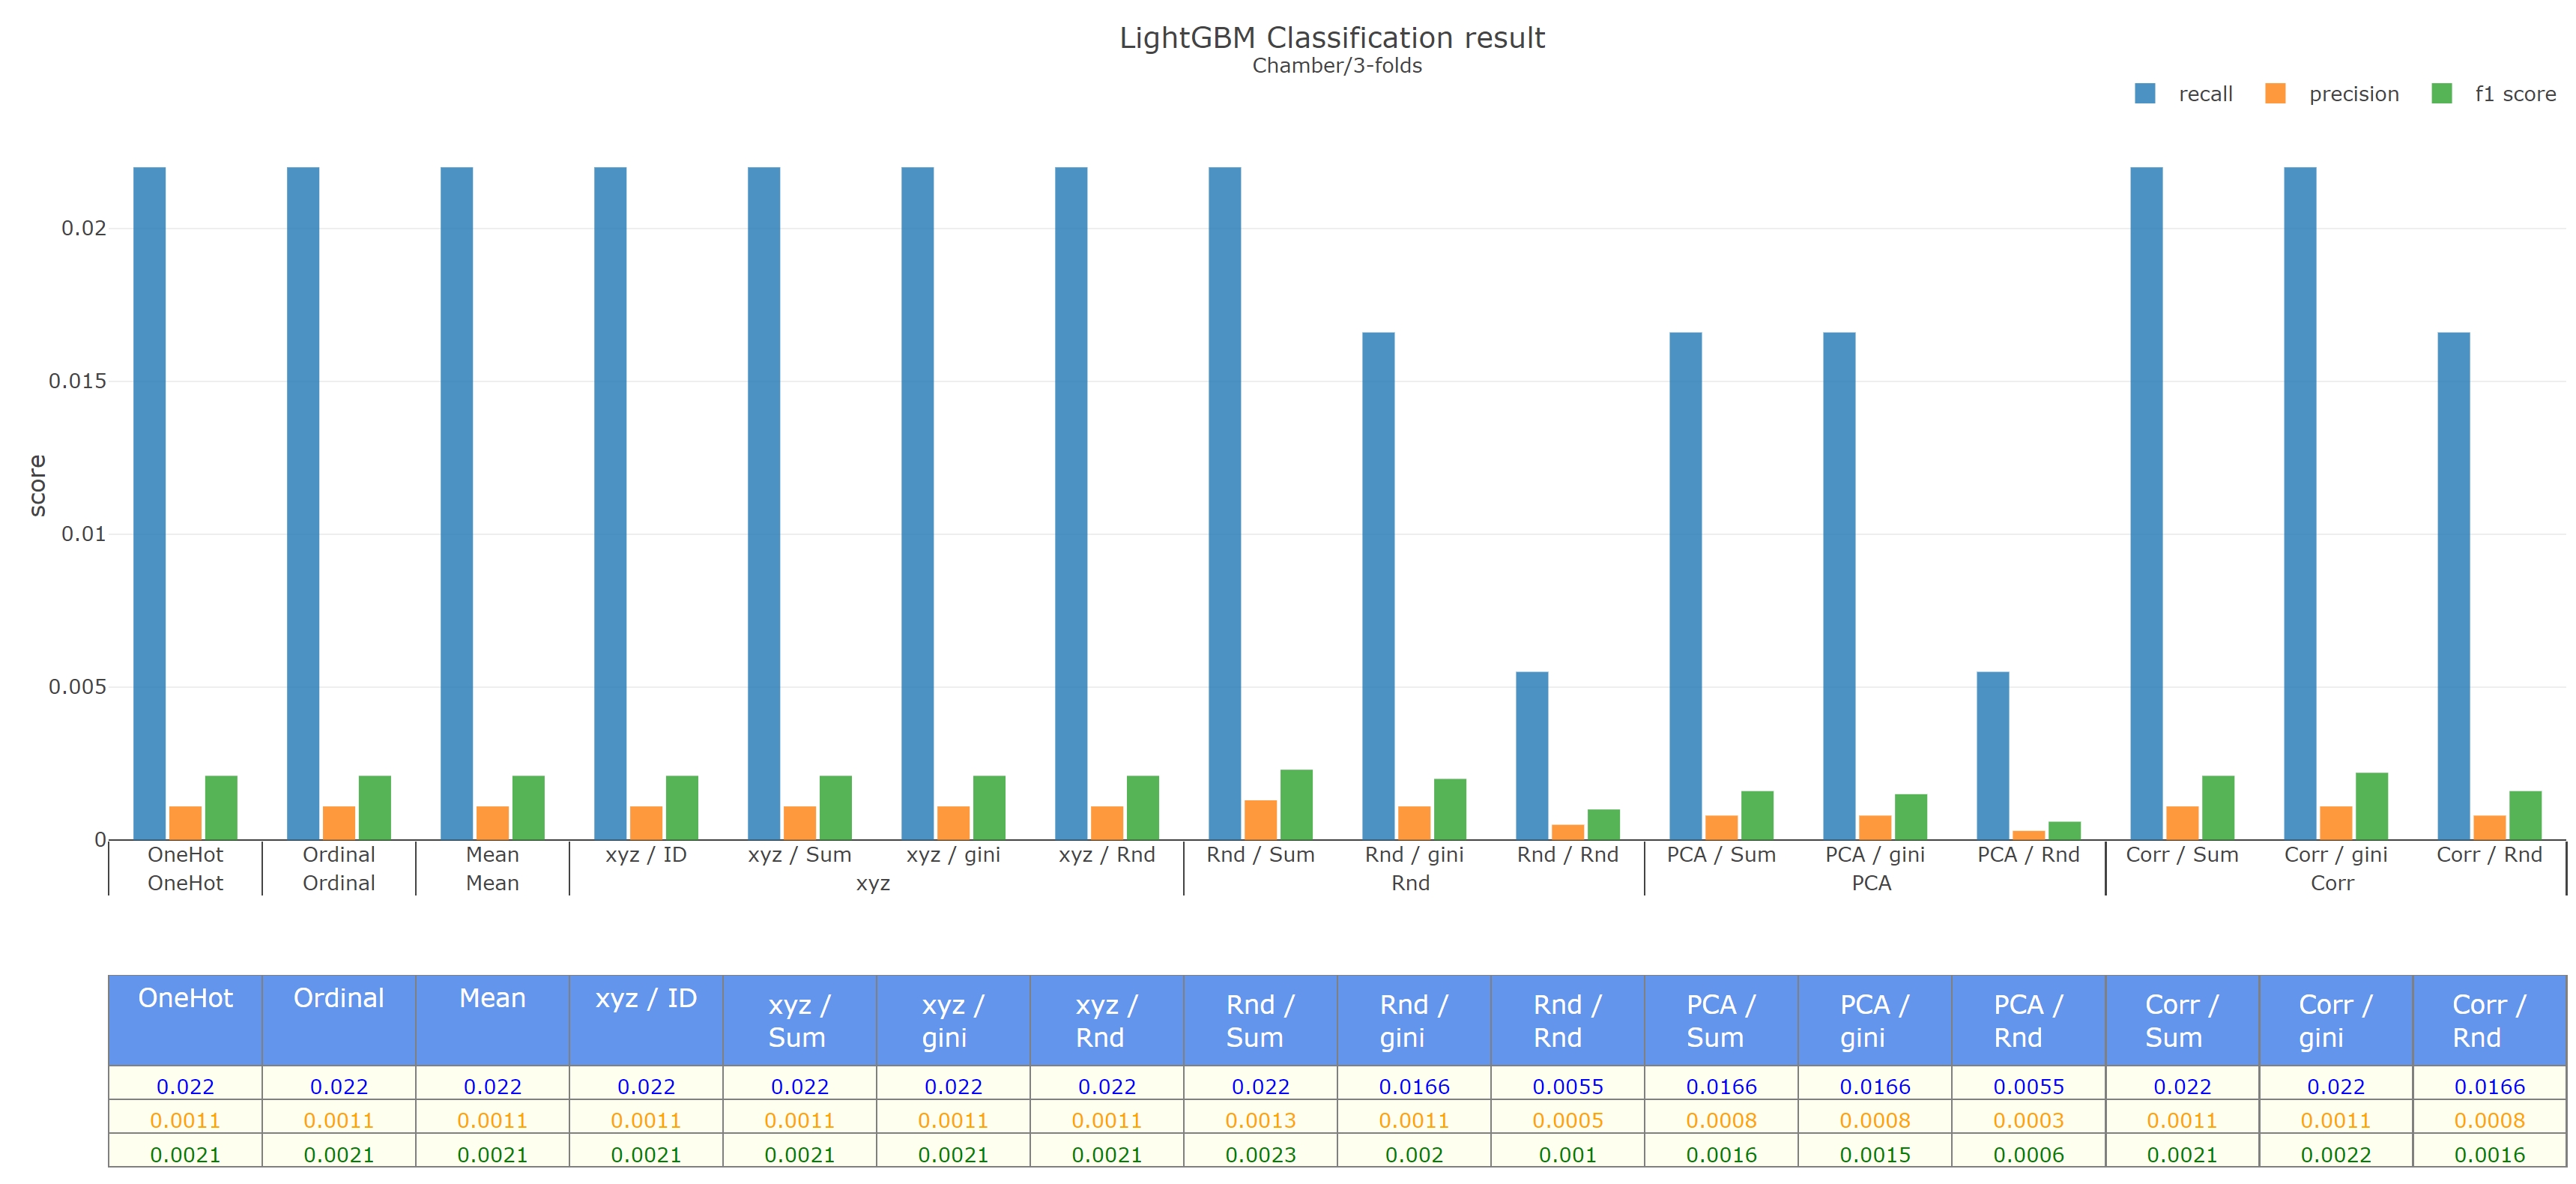 LightGBM Classification result
Chamber/3-folds
recall precision f1 score
0.02
0.015
0.01
0.005
0
score
OneHot Ordinal Mean xyz / ID xyz / Sum xyz / gini xyz / Rnd Rnd / Sum Rnd / gini Rnd / Rnd PCA / Sum PCA / gini PCA / Rnd Corr / Sum Corr / gini Corr / Rnd
OneHot Ordinal Mean xyz Rnd PCA Corr
OneHot Ordinal Mean xyz / ID xyz / Sum xyz / gini xyz / Rnd Rnd / Sum Rnd / gini Rnd / Rnd PCA / Sum PCA / gini PCA / Rnd Corr / Sum Corr / gini Corr / Rnd
0.022 0.022 0.022 0.022 0.022 0.022 0.022 0.022 0.0166 0.0055 0.0166 0.0166 0.0055 0.022 0.022 0.0166
0.0011 0.0011 0.0011 0.0011 0.0011 0.0011 0.0011 0.0013 0.0011 0.0005 0.0008 0.0008 0.0003 0.0011 0.0011 0.0008
0.0021 0.0021 0.0021 0.0021 0.0021 0.0021 0.0021 0.0023 0.002 0.001 0.0016 0.0015 0.0006 0.0021 0.0022 0.0016